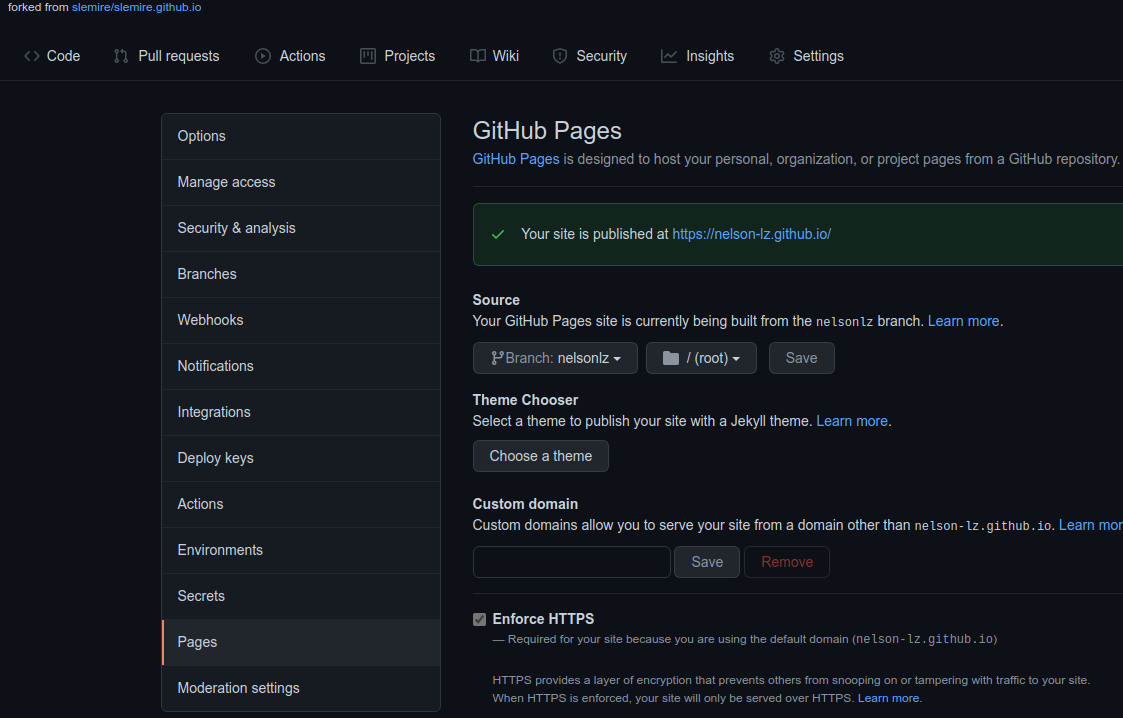 forked from slemire/slemire.github.io
Code Pull requests Actions Projects Wiki Security Insights Settings
Options
Manage access
Security & analysis
Branches
Webhooks
Notifications
Integrations
Deploy keys
Actions
Environments
Secrets
Pages
Moderation settings
GitHub Pages
GitHub Pages is designed to host your personal, organization, or project pages from a GitHub repository.
Your site is published at https://nelson-lz.github.io/
Source
Your GitHub Pages site is currently being built from the nelsonlz branch. Learn more.
Branch: nelsonlz / (root) Save
Theme Chooser
Select a theme to publish your site with a Jekyll theme. Learn more.
Choose a theme
Custom domain
Custom domains allow you to serve your site from a domain other than nelson-lz.github.io. Learn mor
Save Remove
Enforce HTTPS
— Required for your site because you are using the default domain (nelson-lz.github.io)
HTTPS provides a layer of encryption that prevents others from snooping on or tampering with traffic to your site.
When HTTPS is enforced, your site will only be served over HTTPS. Learn more.